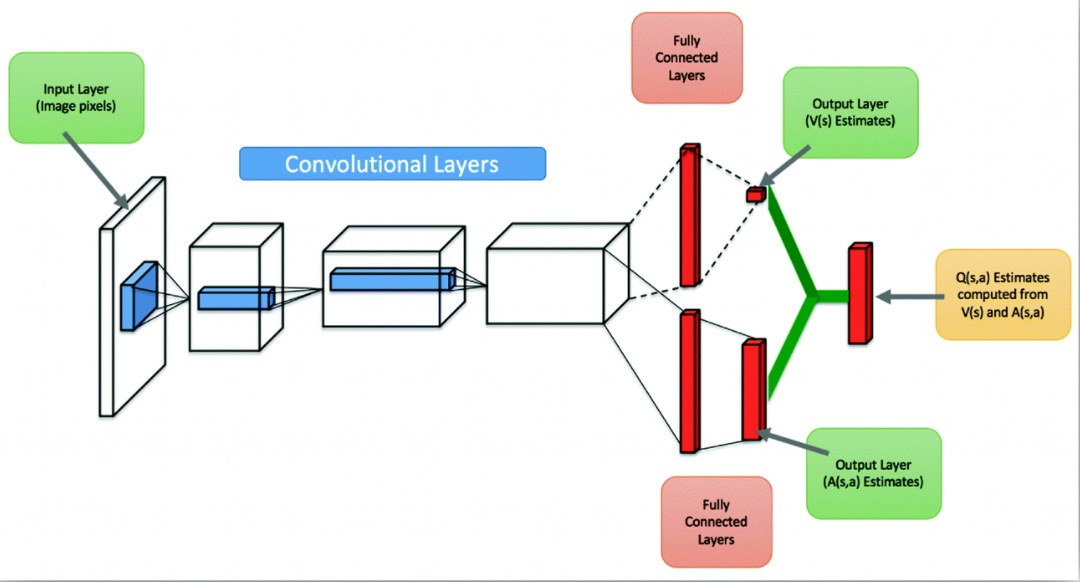 Fully
Connected
Layers
Input Layer
(Image pixels)
Output Layer
(V(s) Estimates)
Convolutional Layers
Q(s,a) Estimates
computed from
V(s) and A(s,a)
Output Layer
(A(s,a) Estimates)
Fully
Connected
Layers